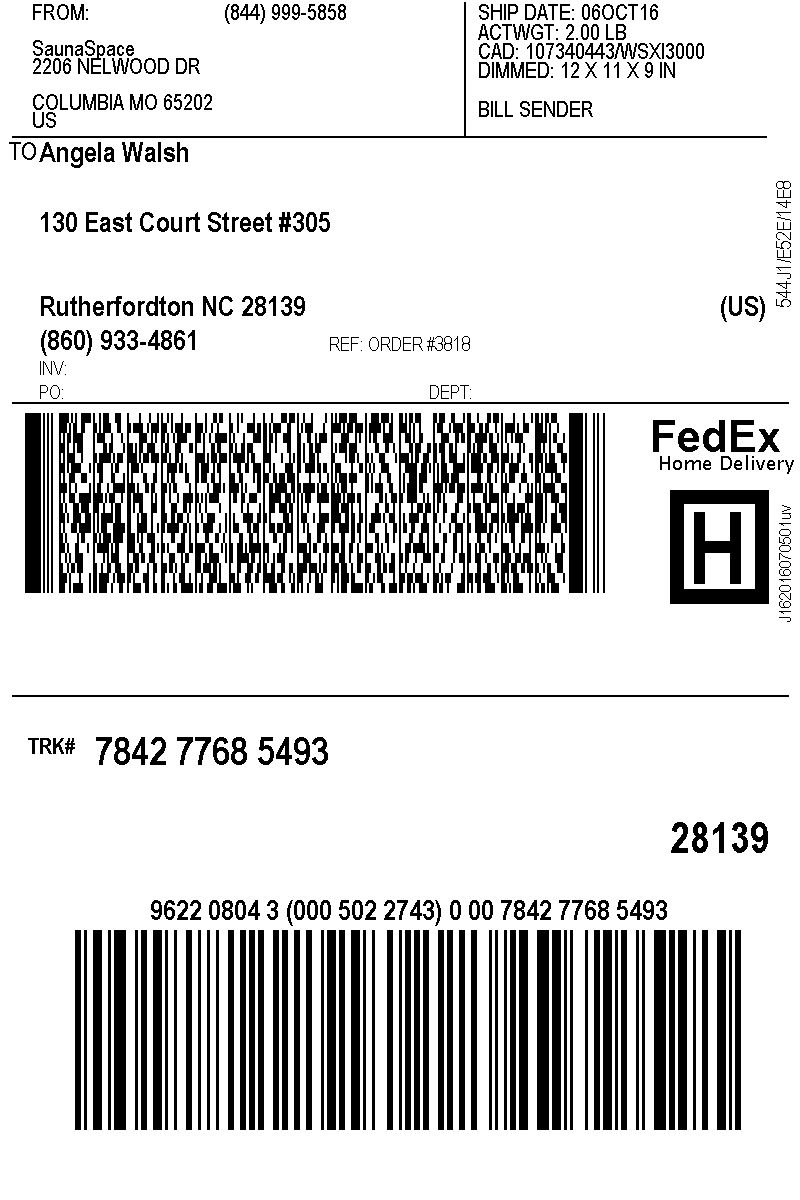 FROM: (844) 999-5858
SaunaSpace
2206 NELWOOD DR
COLUMBIA MO 65202
US
SHIP DATE: 06OCT16
ACTWGT: 2.00 LB
CAD: 107340443/WSXI3000
DIMMED: 12 X 11 X 9 IN
BILL SENDER
TO Angela Walsh
130 East Court Street #305
Rutherfordton NC 28139 (US)
(860) 933-4861 REF: ORDER #3818
INV:
PO: DEPT:
544J1/E52E/14E8
FedEx
Home Delivery
H
J162016070501uv
TRK# 7842 7768 5493
28139
9622 0804 3 (000 502 2743) 0 00 7842 7768 5493